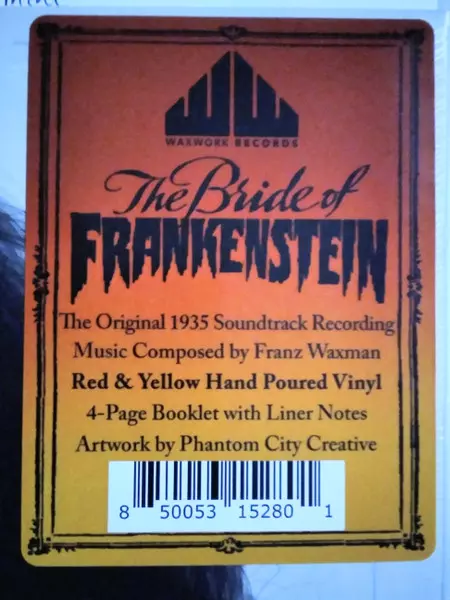 WW
WAXWORK RECORDS
The Bride of
FRANKENSTEIN
The Original 1935 Soundtrack Recording
Music Composed by Franz Waxman
Red & Yellow Hand Poured Vinyl
4-Page Booklet with Liner Notes
Artwork by Phantom City Creative
8 50053 15280 1